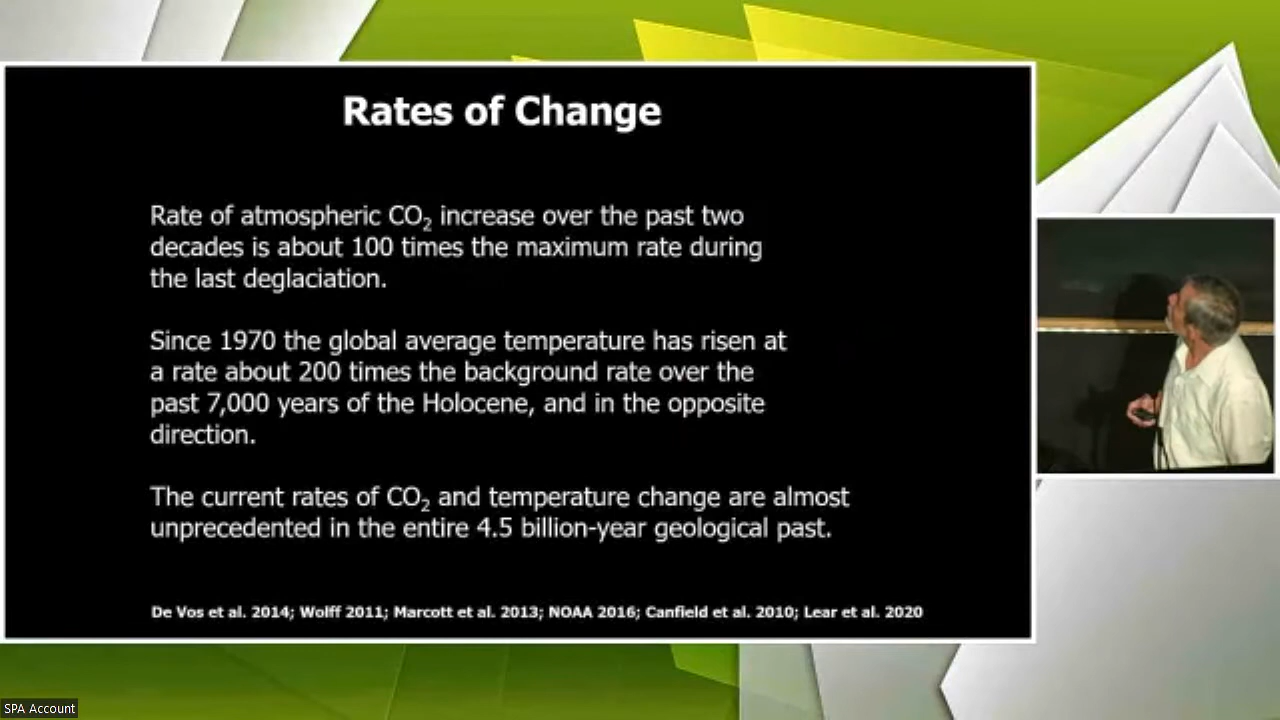 Rates of Change
Rate of atmospheric CO₂ increase over the past two
decades is about 100 times the maximum rate during
the last deglaciation.
Since 1970 the global average temperature has risen at
a rate about 200 times the background rate over the
past 7,000 years of the Holocene, and in the opposite
direction.
The current rates of CO₂ and temperature change are almost
unprecedented in the entire 4.5 billion-year geological past.
De Vos et al. 2014; Wolff 2011; Marcott et al. 2013; NOAA 2016; Canfield et al. 2010; Lear et al. 2020
SPA Account